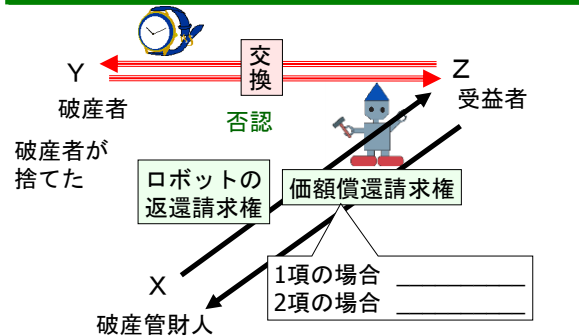 交
換
Y
破産者
Z
受益者
否認
破産者が
捨てた
ロボットの
返還請求権
価額償還請求権
1項の場合 ___________
2項の場合 ___________
X
破産管財人